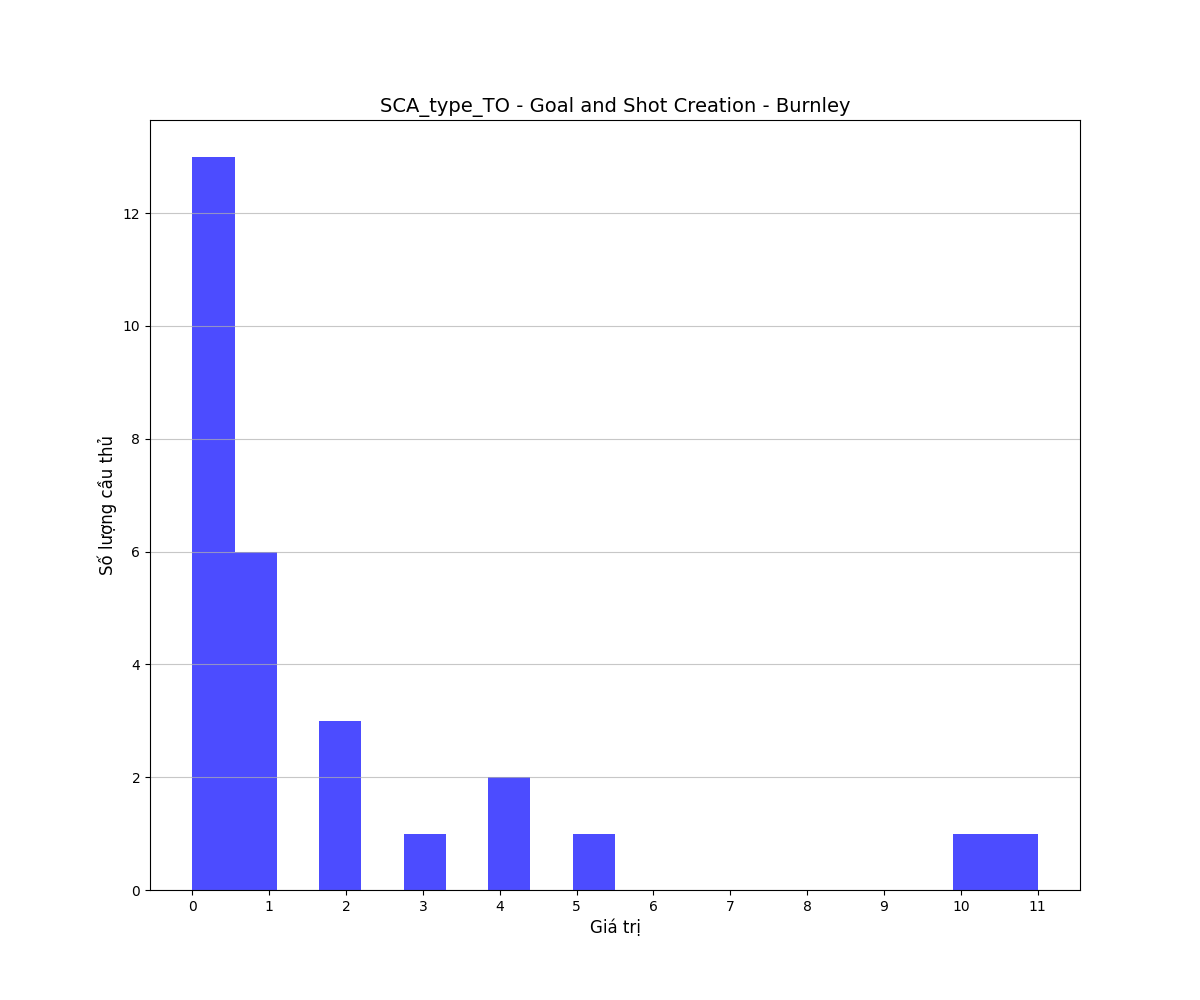 SCA_type_TO - Goal and Shot Creation - Burnley
Số lượng cầu thủ
12
10
8
6
4
2
0
0 1 2 3 4 5 6 7 8 9 10 11
Giá trị